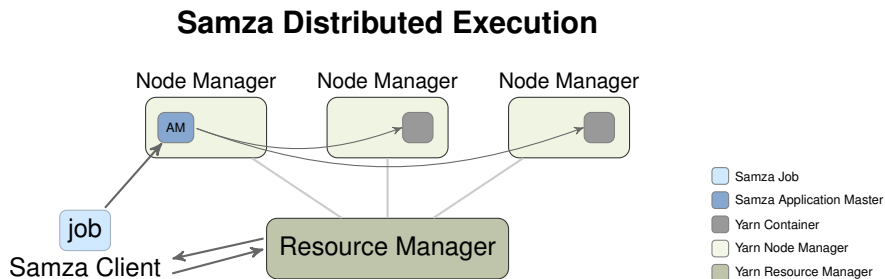 Samza Distributed Execution
Node Manager Node Manager Node Manager
AM
Samza Job
Samza Application Master
job
Yarn Container
Resource Manager
Yarn Node Manager
Samza Client
Yarn Resource Manager